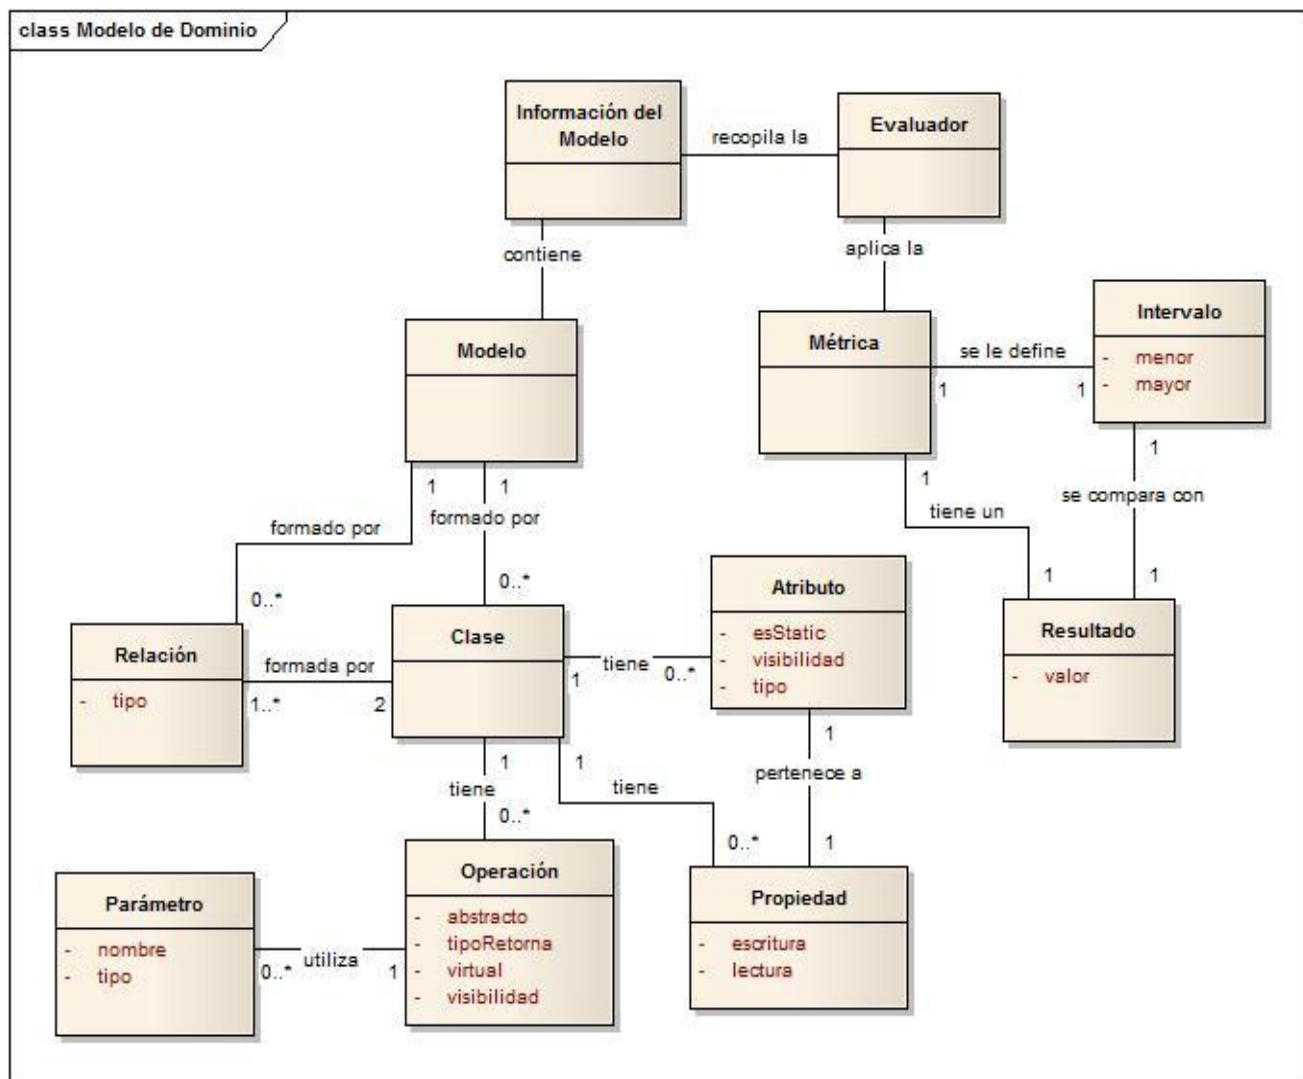 class Modelo de Dominio
Información del
Modelo
Evaluador
recopila la
contiene
aplica la
Modelo
Métrica
se le define
1
1
Intervalo
- menor
- mayor
1
1
formado por
formado por
0..*
0..*
1
tiene un
1
1
se compara con
1
Relación
- tipo
formada por
1..*
2
Clase
1
tiene
0..*
Atributo
- esStatic
- visibilidad
- tipo
Resultado
- valor
1
tiene
0..*
1
tiene
0..*
1
pertenece a
1
Parámetro
- nombre
- tipo
0..*
utiliza
1
Operación
- abstracto
- tipoRetorna
- virtual
- visibilidad
Propiedad
- escritura
- lectura